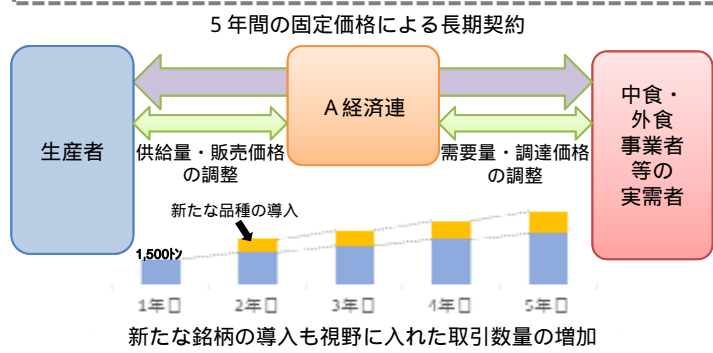 5年間の固定価格による長期契約
生産者
A経済連
中食・
外食
事業者
等の
実需者
供給量・販売価格
の調整
需要量・調達価格
の調整
新たな品種の導入
1,500トン
1年□
2年□
3年□
4年□
5年□
新たな銘柄の導入も視野に入れた取引数量の増加